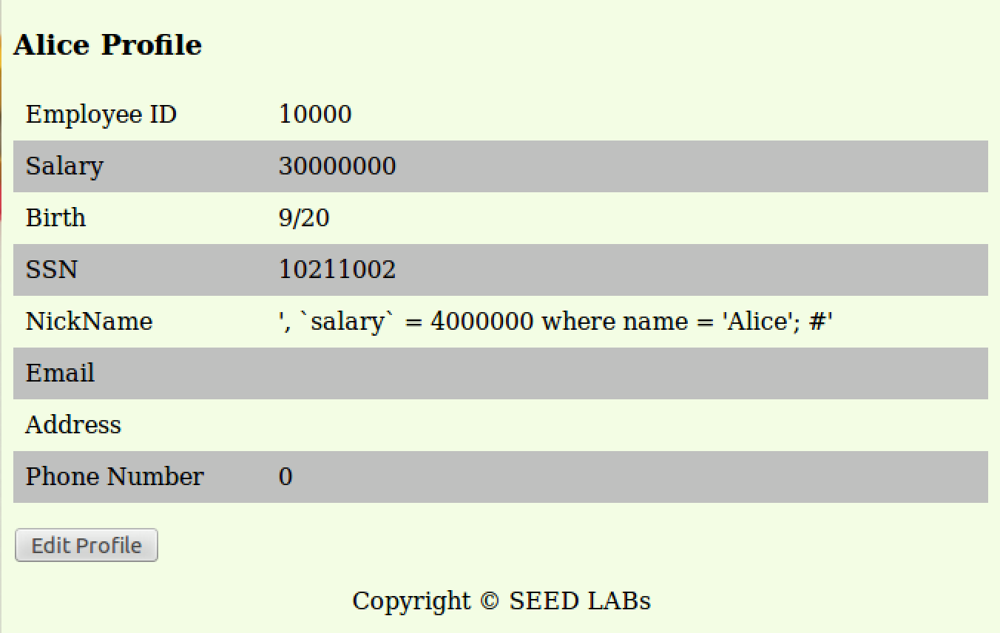 Alice Profile
Employee ID 10000
Salary 30000000
Birth 9/20
SSN 10211002
NickName ', `salary` = 4000000 where name = 'Alice'; #'
Email
Address
Phone Number 0
Edit Profile
Copyright © SEED LABs